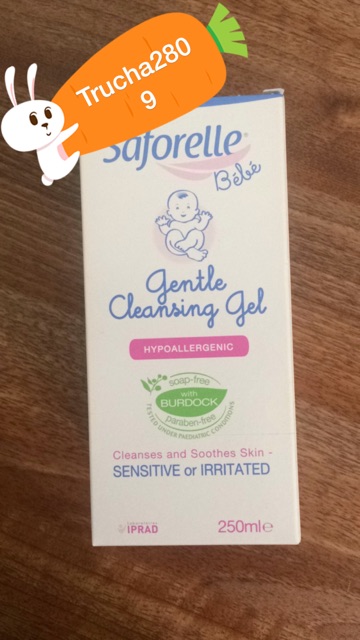 Trucha280
9
Saforelle
Bébé
Gentle
Cleansing Gel
HYPOALLERGENIC
soap-free
with
BURDOCK
paraben-free
TESTED UNDER PAEDIATRIC CONDITIONS
Cleanses and Soothes Skin -
SENSITIVE or IRRITATED
IPRAD
250ml℮